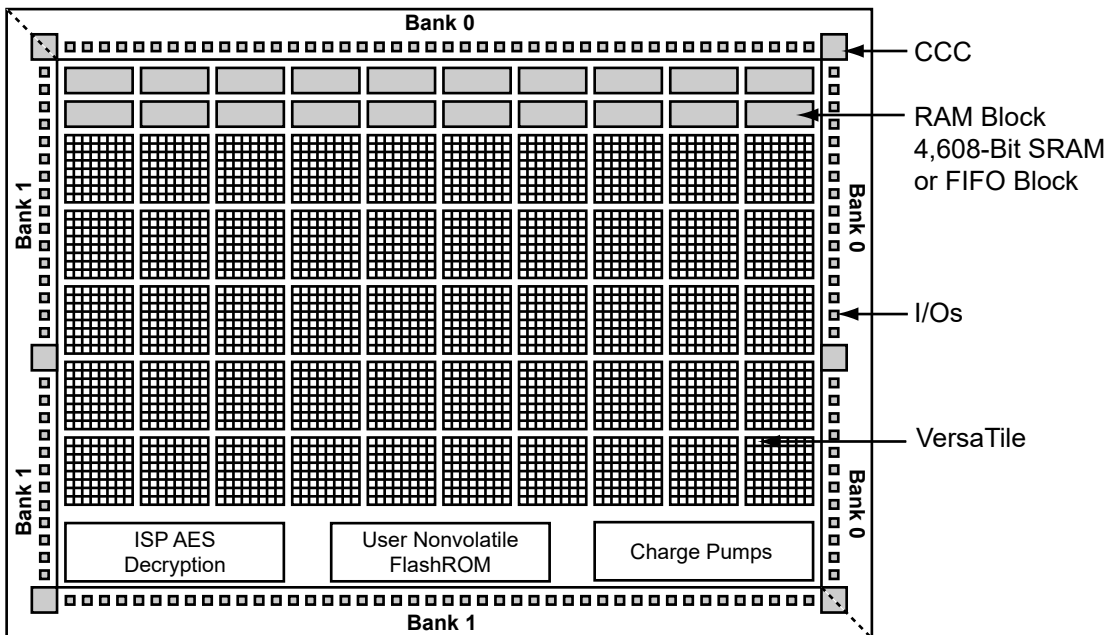 Bank 0
CCC
RAM Block
4,608-Bit SRAM
or FIFO Block
Bank 1
Bank 0
I/Os
VersaTile
Bank 1
Bank 0
ISP AES
Decryption
User Nonvolatile
FlashROM
Charge Pumps
Bank 1